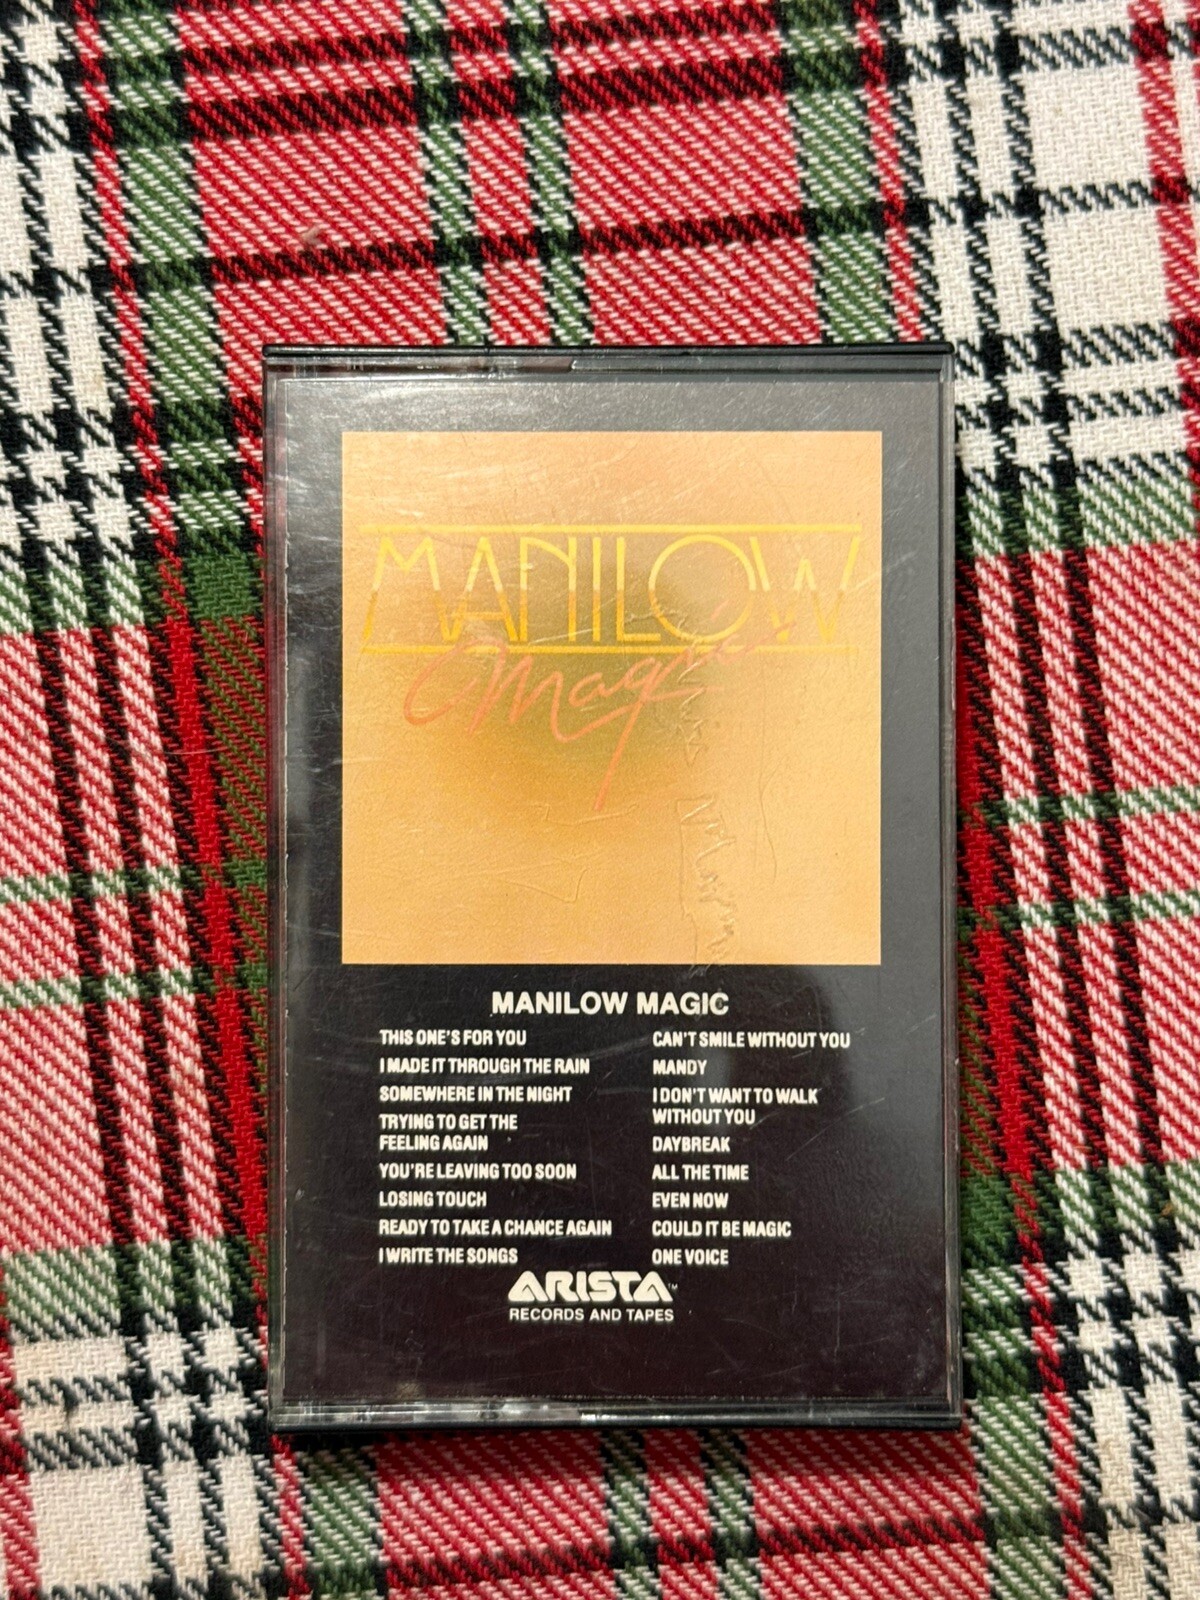 MANILOW
Magic
MANILOW MAGIC
THIS ONE'S FOR YOU
I MADE IT THROUGH THE RAIN
SOMEWHERE IN THE NIGHT
TRYING TO GET THE
FEELING AGAIN
YOU'RE LEAVING TOO SOON
LOSING TOUCH
READY TO TAKE A CHANCE AGAIN
I WRITE THE SONGS
CAN'T SMILE WITHOUT YOU
MANDY
I DON'T WANT TO WALK
WITHOUT YOU
DAYBREAK
ALL THE TIME
EVEN NOW
COULD IT BE MAGIC
ONE VOICE
ARISTA™
RECORDS AND TAPES